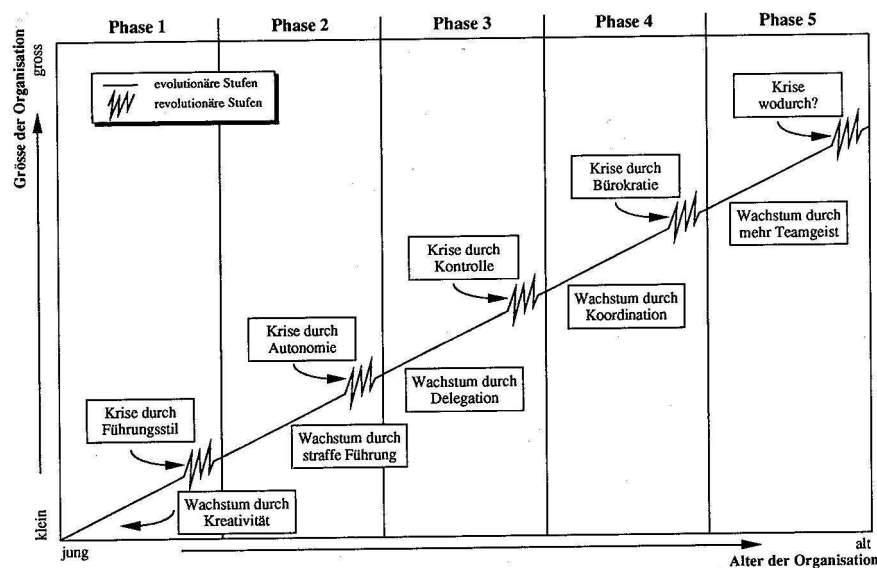 Phase 1
Phase 2
Phase 3
Phase 4
Phase 5
gross
Grösse der Organisation
klein
evolutionäre Stufen
revolutionäre Stufen
Krise
wodurch?
Krise durch
Bürokratie
Wachstum durch
mehr Teamgeist
Krise durch
Kontrolle
Wachstum durch
Koordination
Krise durch
Autonomie
Wachstum durch
Delegation
Krise durch
Führungsstil
Wachstum durch
straffe Führung
Wachstum durch
Kreativität
jung
alt
Alter der Organisation